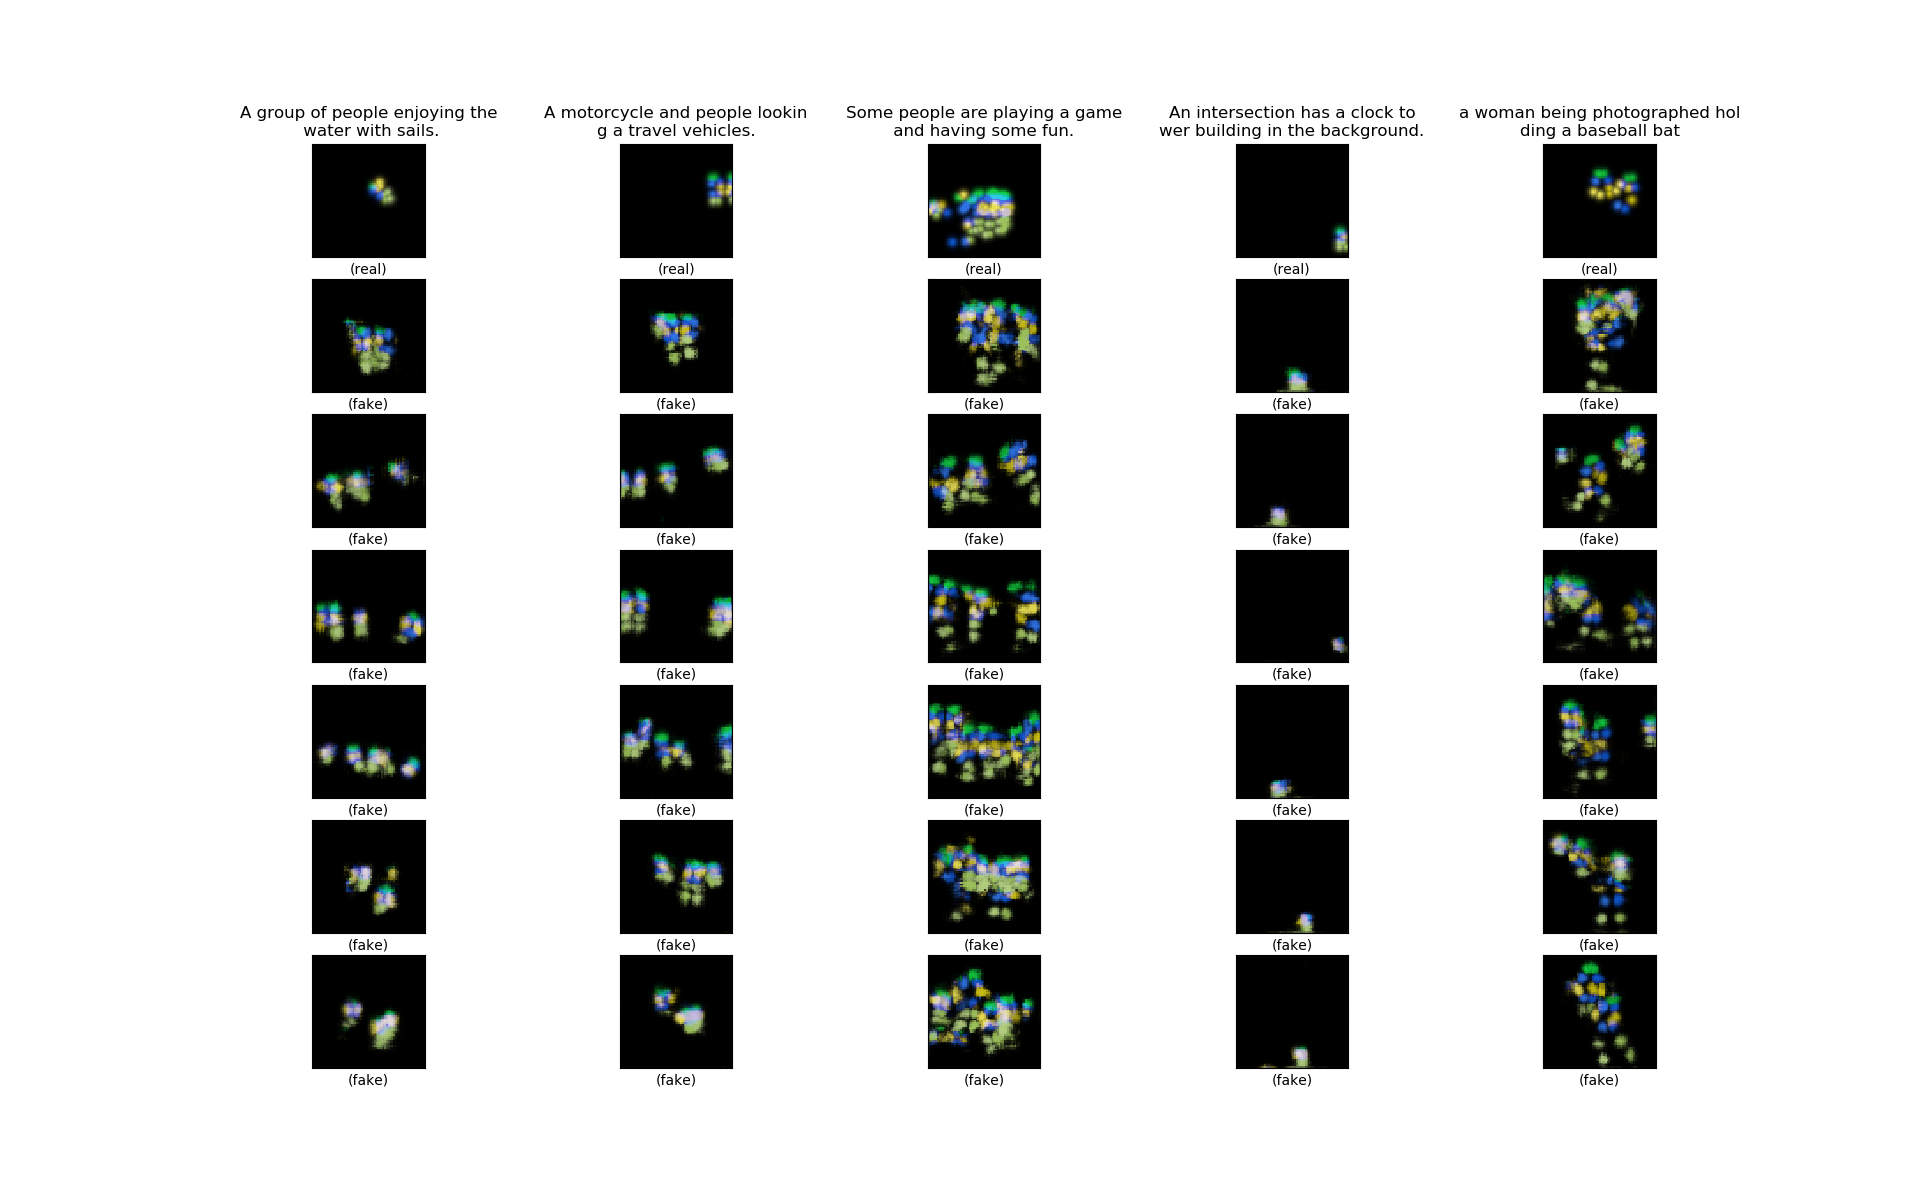 A group of people enjoying the
water with sails.
A motorcycle and people lookin
g a travel vehicles.
Some people are playing a game
and having some fun.
An intersection has a clock to
wer building in the background.
a woman being photographed hol
ding a baseball bat
(real) (real) (real) (real) (real)
(fake) (fake) (fake) (fake) (fake)
(fake) (fake) (fake) (fake) (fake)
(fake) (fake) (fake) (fake) (fake)
(fake) (fake) (fake) (fake) (fake)
(fake) (fake) (fake) (fake) (fake)
(fake) (fake) (fake) (fake) (fake)